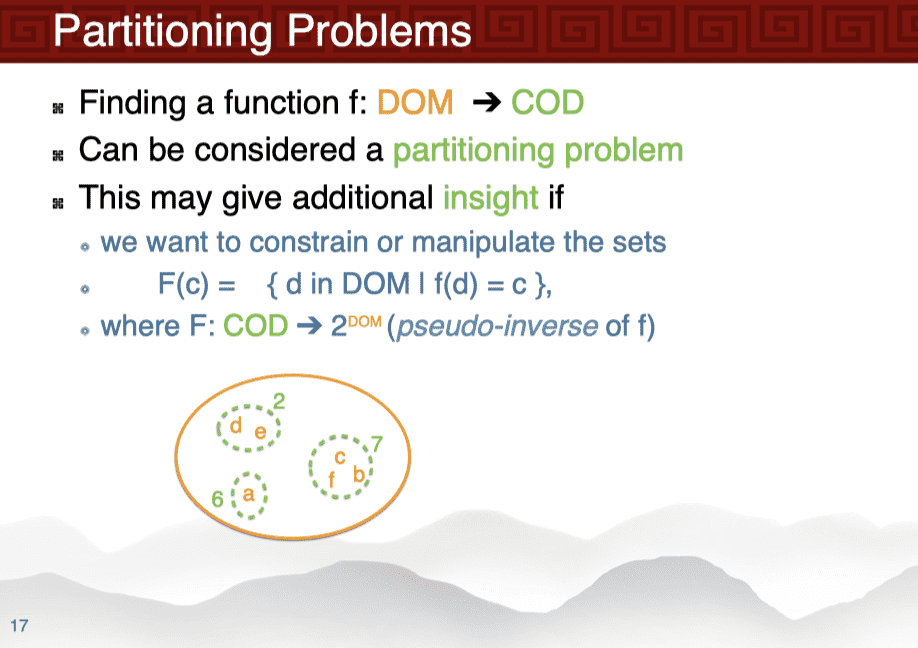 Partitioning Problems
Finding a function f: DOM ➔ COD
Can be considered a partitioning problem
This may give additional insight if
we want to constrain or manipulate the sets
F(c) = { d in DOM | f(d) = c },
where F: COD ➔ 2^DOM (pseudo-inverse of f)
2
d e
7
c
f b
6 a
17